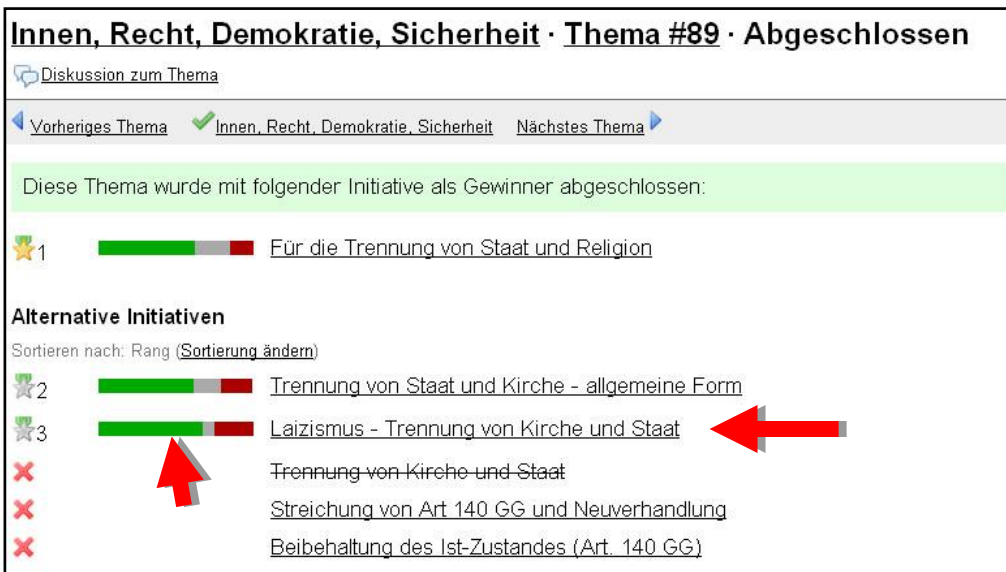 Innen, Recht, Demokratie, Sicherheit · Thema #89 · Abgeschlossen
Diskussion zum Thema
Vorheriges Thema Innen, Recht, Demokratie, Sicherheit Nächstes Thema
Diese Thema wurde mit folgender Initiative als Gewinner abgeschlossen:
1 Für die Trennung von Staat und Religion
Alternative Initiativen
Sortieren nach: Rang (Sortierung ändern)
2 Trennung von Staat und Kirche - allgemeine Form
3 Laizismus - Trennung von Kirche und Staat
Trennung von Kirche und Staat
Streichung von Art 140 GG und Neuverhandlung
Beibehaltung des Ist-Zustandes (Art. 140 GG)